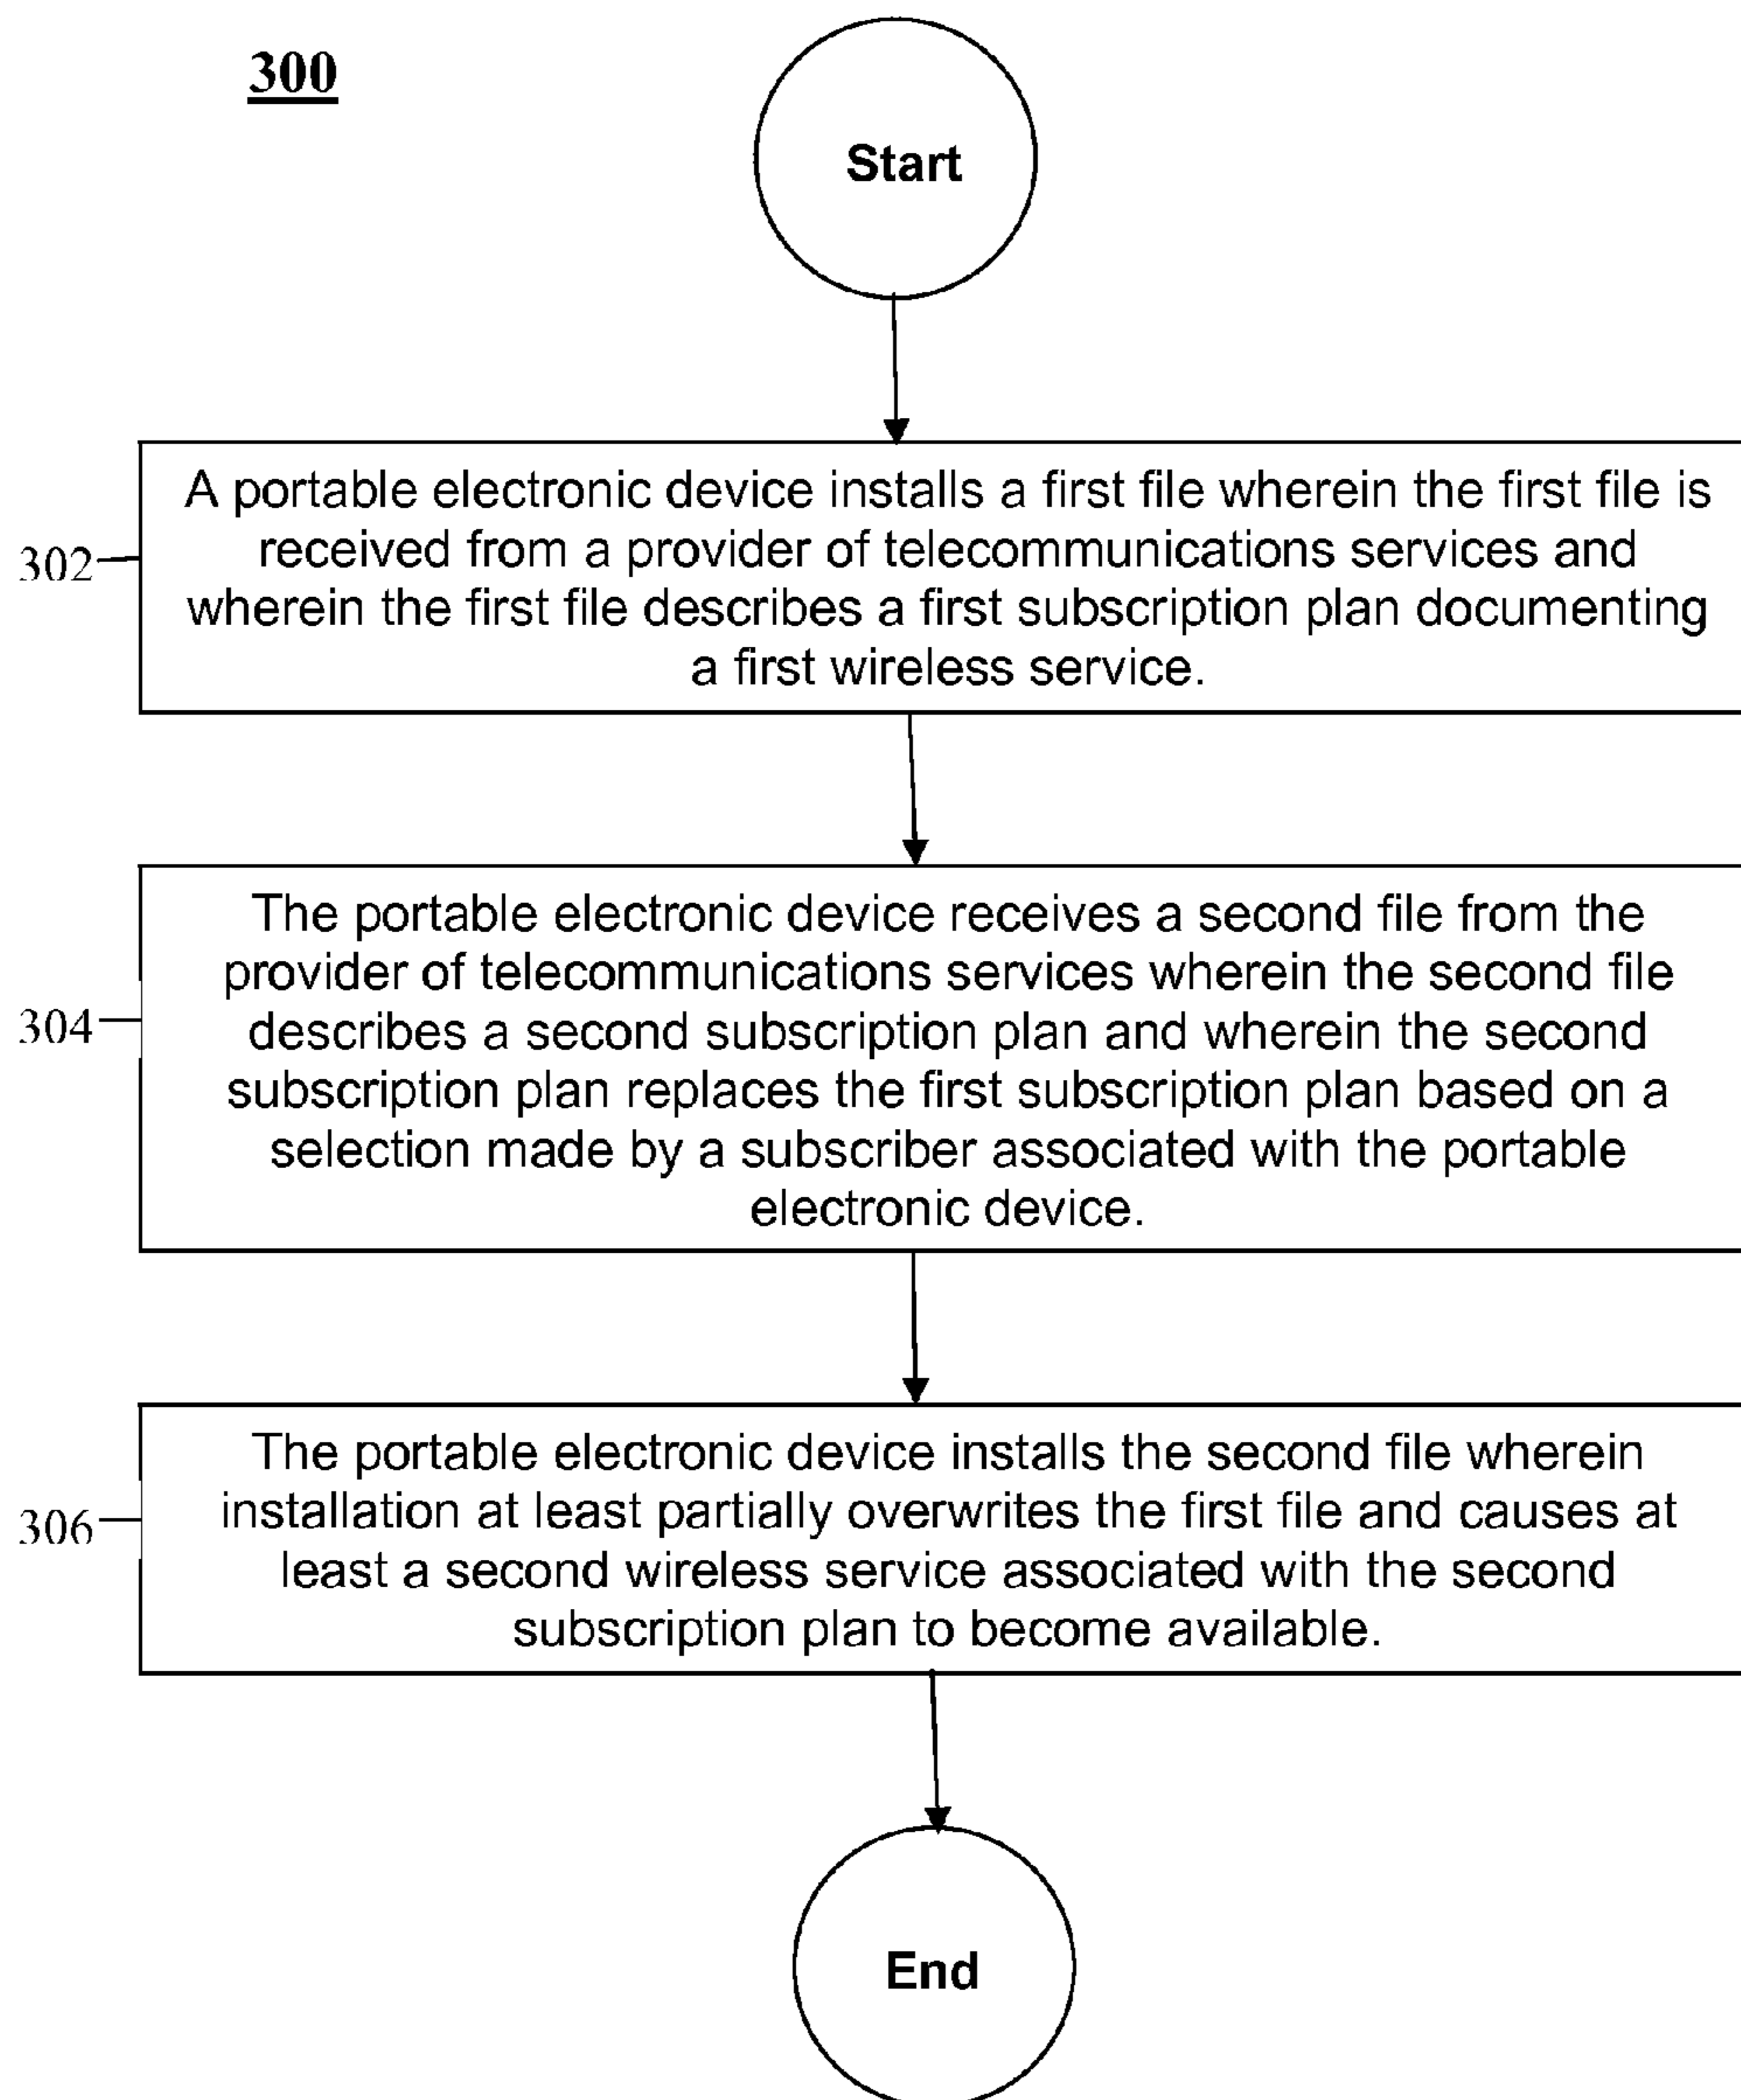 300
Start
302
A portable electronic device installs a first file wherein the first file is
received from a provider of telecommunications services and
wherein the first file describes a first subscription plan documenting
a first wireless service.
304
The portable electronic device receives a second file from the
provider of telecommunications services wherein the second file
describes a second subscription plan and wherein the second
subscription plan replaces the first subscription plan based on a
selection made by a subscriber associated with the portable
electronic device.
306
The portable electronic device installs the second file wherein
installation at least partially overwrites the first file and causes at
least a second wireless service associated with the second
subscription plan to become available.
End